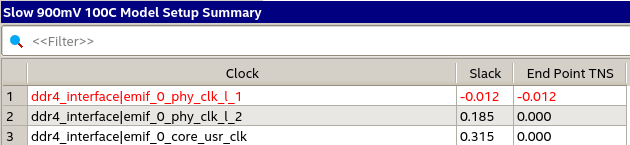 Slow 900mV 100C Model Setup Summary
<<Filter>>
Clock Slack End Point TNS
1 ddr4_interface|emif_0_phy_clk_l_1 -0.012 -0.012
2 ddr4_interface|emif_0_phy_clk_l_2 0.185 0.000
3 ddr4_interface|emif_0_core_usr_clk 0.315 0.000